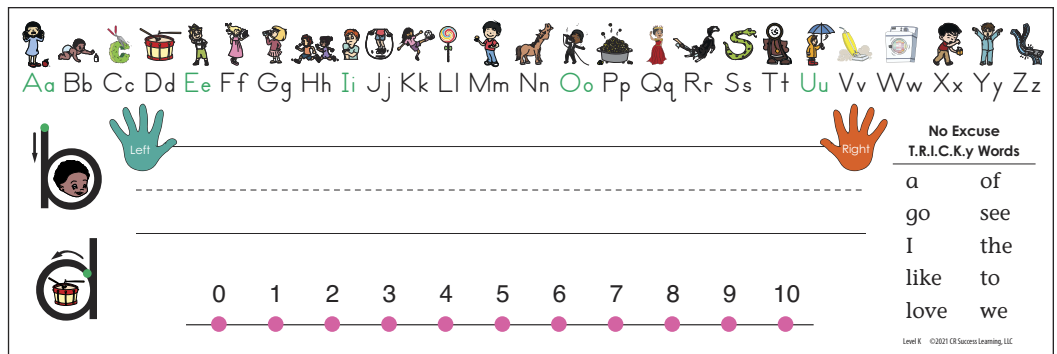 Aa Bb Cc Dd Ee Ff Gg Hh Ii Jj Kk Ll Mm Nn Oo Pp Qq Rr Ss Tt Uu Vv Ww Xx Yy Zz
b
Left
Right
d
0 1 2 3 4 5 6 7 8 9 10
No Excuse
T.R.I.C.K.y Words
a of
go see
I the
like to
love we
Level K ©2021 CR Success Learning, LLC